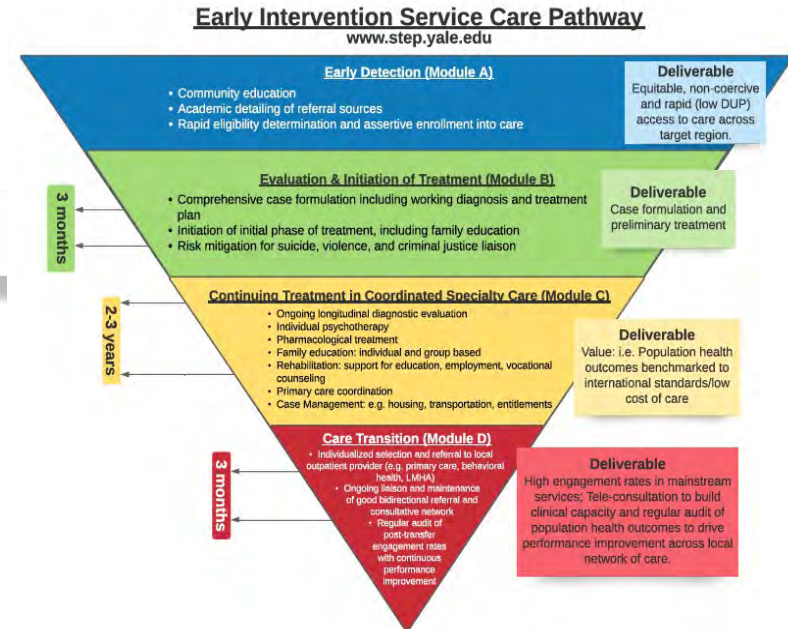 Early Intervention Service Care Pathway
www.step.yale.edu
Early Detection (Module A)
• Community education
• Academic detailing of referral sources
• Rapid eligibility determination and assertive enrollment into care
Deliverable
Equitable, non-coercive
and rapid (low DUP)
access to care across
target region.
3 months
Evaluation & Initiation of Treatment (Module B)
• Comprehensive case formulation including working diagnosis and treatment
plan
• Initiation of initial phase of treatment, including family education
• Risk mitigation for suicide, violence, and criminal justice liaison
Deliverable
Case formulation and
preliminary treatment
2-3 years
Continuing Treatment in Coordinated Specialty Care (Module C)
• Ongoing longitudinal diagnostic evaluation
• Individual psychotherapy
• Pharmacological treatment
• Family education: individual and group based
• Rehabilitation: support for education, employment, vocational
counseling
• Primary care coordination
• Case Management: e.g. housing, transportation, entitlements
Deliverable
Value: i.e. Population health
outcomes benchmarked to
international standards/low
cost of care
3 months
Care Transition (Module D)
• Individualized selection and referral to local
outpatient provider (e.g. primary care, behavioral
health, LMHA)
• Ongoing liaison and maintenance
of good bidirectional referral and
consultative network
• Regular audit of
post-transfer
engagement rates
with continuous
performance
improvement
Deliverable
High engagement rates in mainstream
services; Tele-consultation to build
clinical capacity and regular audit of
population health outcomes to drive
performance improvement across local
network of care.